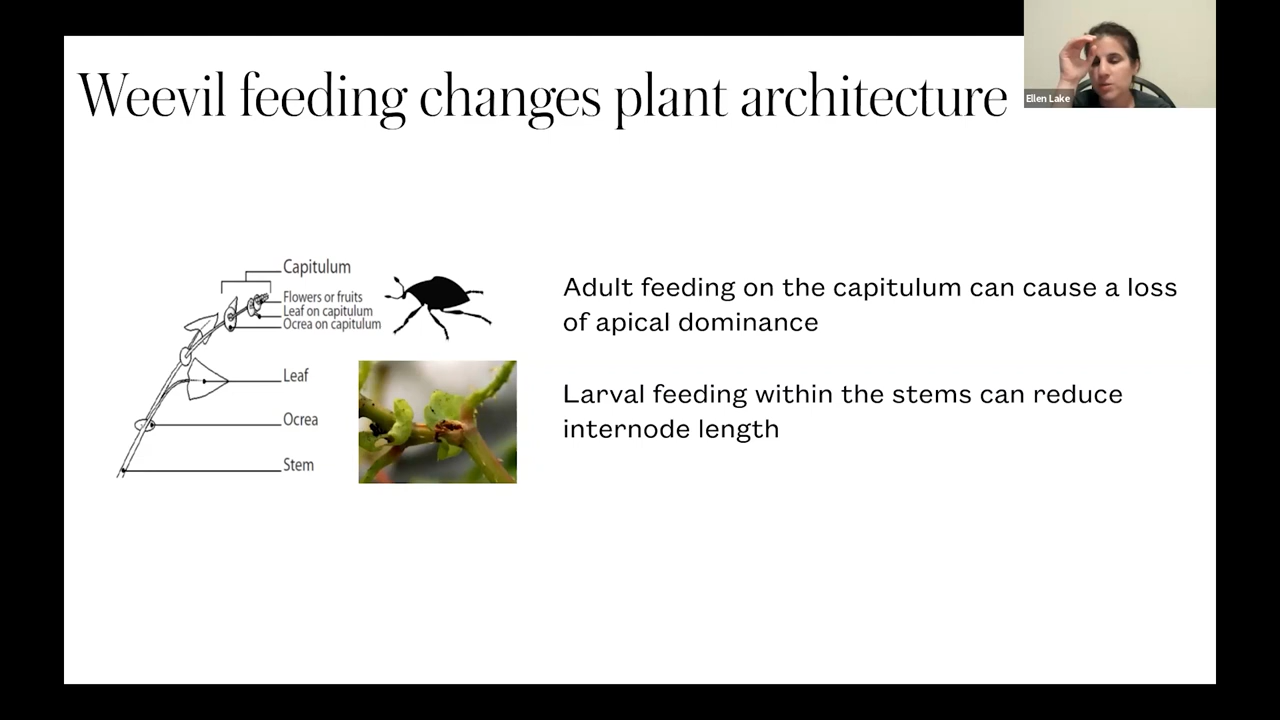 Weevil feeding changes plant architecture
Ellen Lake
Capitulum
Flowers or fruits
Leaf on capitulum
Ocrea on capitulum
Leaf
Ocrea
Stem
Adult feeding on the capitulum can cause a loss
of apical dominance
Larval feeding within the stems can reduce
internode length